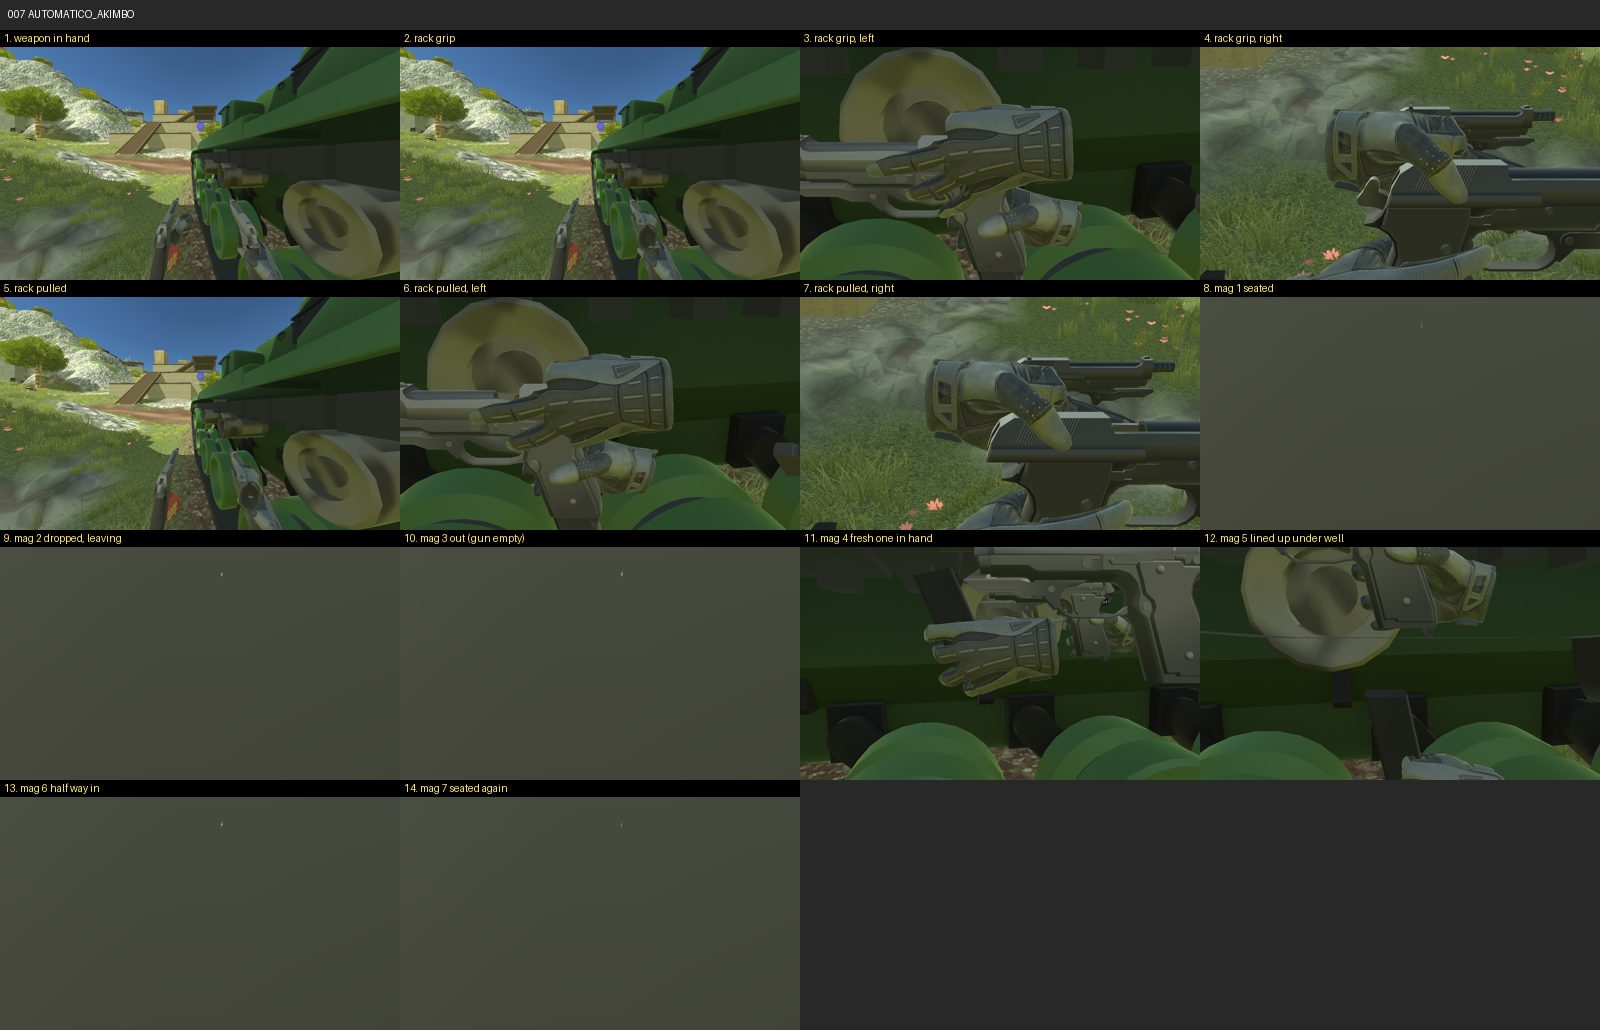 007 AUTOMATICO_AKIMBO
1. weapon in hand
2. rack grip
3. rack grip, left
4. rack grip, right
5. rack pulled
6. rack pulled, left
7. rack pulled, right
8. mag 1 seated
9. mag 2 dropped, leaving
10. mag 3 out (gun empty)
11. mag 4 fresh one in hand
12. mag 5 lined up under well
13. mag 6 half way in
14. mag 7 seated again